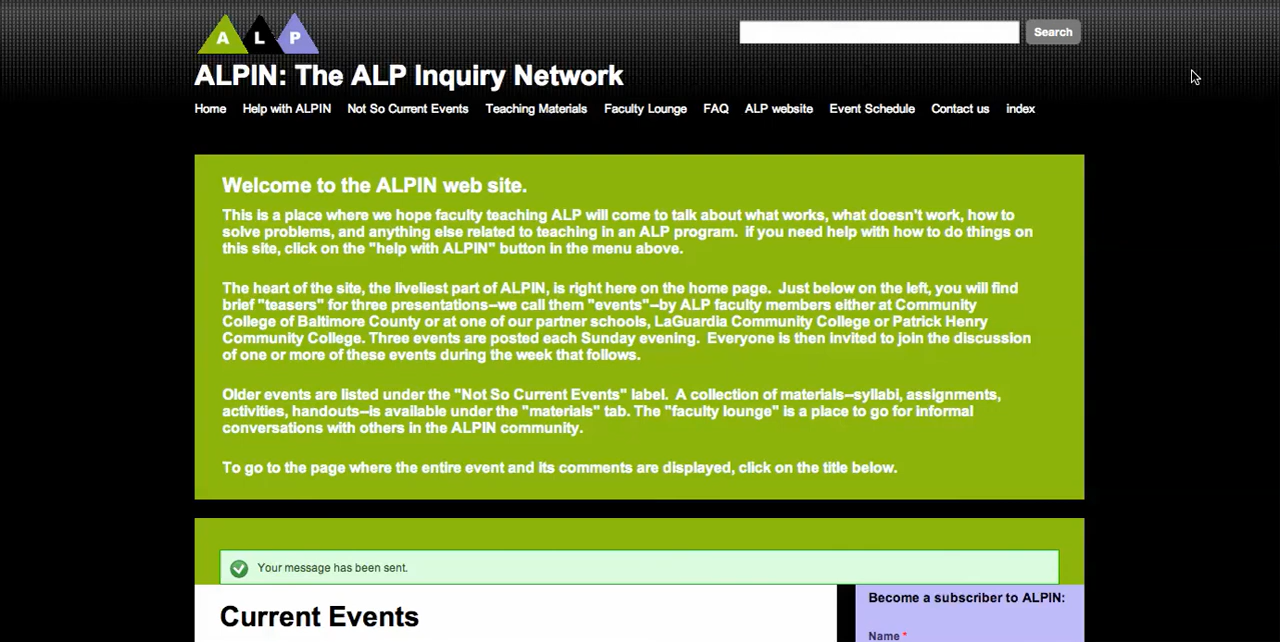 A L P
Search
ALPIN: The ALP Inquiry Network
Home Help with ALPIN Not So Current Events Teaching Materials Faculty Lounge FAQ ALP website Event Schedule Contact us index
Welcome to the ALPIN web site.
This is a place where we hope faculty teaching ALP will come to talk about what works, what doesn't work, how to
solve problems, and anything else related to teaching in an ALP program. if you need help with how to do things on
this site, click on the "help with ALPIN" button in the menu above.
The heart of the site, the liveliest part of ALPIN, is right here on the home page. Just below on the left, you will find
brief "teasers" for three presentations--we call them "events"--by ALP faculty members either at Community
College of Baltimore County or at one of our partner schools, LaGuardia Community College or Patrick Henry
Community College. Three events are posted each Sunday evening. Everyone is then invited to join the discussion
of one or more of these events during the week that follows.
Older events are listed under the "Not So Current Events" label. A collection of materials--syllabi, assignments,
activities, handouts--is available under the "materials" tab. The "faculty lounge" is a place to go for informal
conversations with others in the ALPIN community.
To go to the page where the entire event and its comments are displayed, click on the title below.
Your message has been sent.
Current Events
Become a subscriber to ALPIN:
Name *